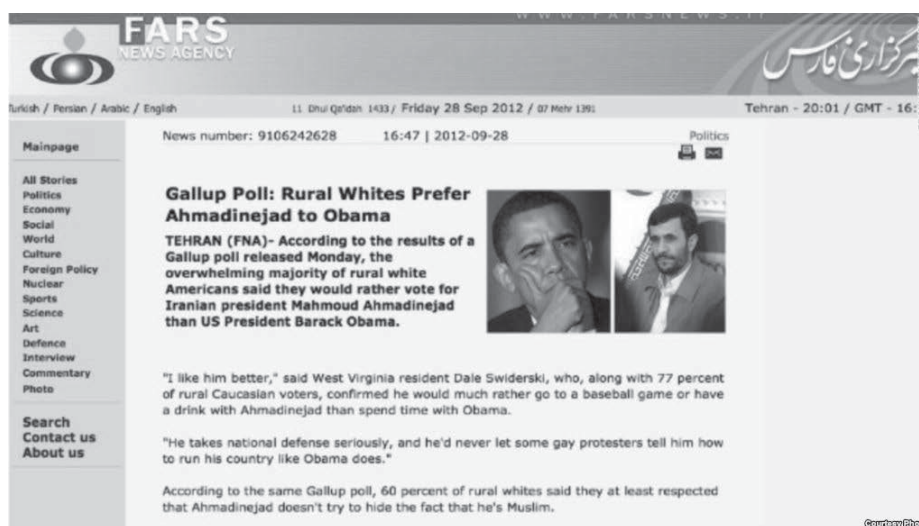 WWW.FARSNEWS.IR
FARS
NEWS AGENCY
خبرگزاری فارس
Turkish / Persian / Arabic / English
11 Dhul Qa'dah 1433 / Friday 28 Sep 2012 / 07 Mehr 1391
Tehran - 20:01 / GMT - 16:
Mainpage
All Stories
Politics
Economy
Social
World
Culture
Foreign Policy
Nuclear
Sports
Science
Art
Defence
Interview
Commentary
Photo
Search
Contact us
About us
News number: 9106242628
16:47 | 2012-09-28
Politics
Gallup Poll: Rural Whites Prefer
Ahmadinejad to Obama
TEHRAN (FNA)- According to the results of a
Gallup poll released Monday, the
overwhelming majority of rural white
Americans said they would rather vote for
Iranian president Mahmoud Ahmadinejad
than US President Barack Obama.
"I like him better," said West Virginia resident Dale Swiderski, who, along with 77 percent
of rural Caucasian voters, confirmed he would much rather go to a baseball game or have
a drink with Ahmadinejad than spend time with Obama.
"He takes national defense seriously, and he'd never let some gay protesters tell him how
to run his country like Obama does."
According to the same Gallup poll, 60 percent of rural whites said they at least respected
that Ahmadinejad doesn't try to hide the fact that he's Muslim.
Courtesy Pho